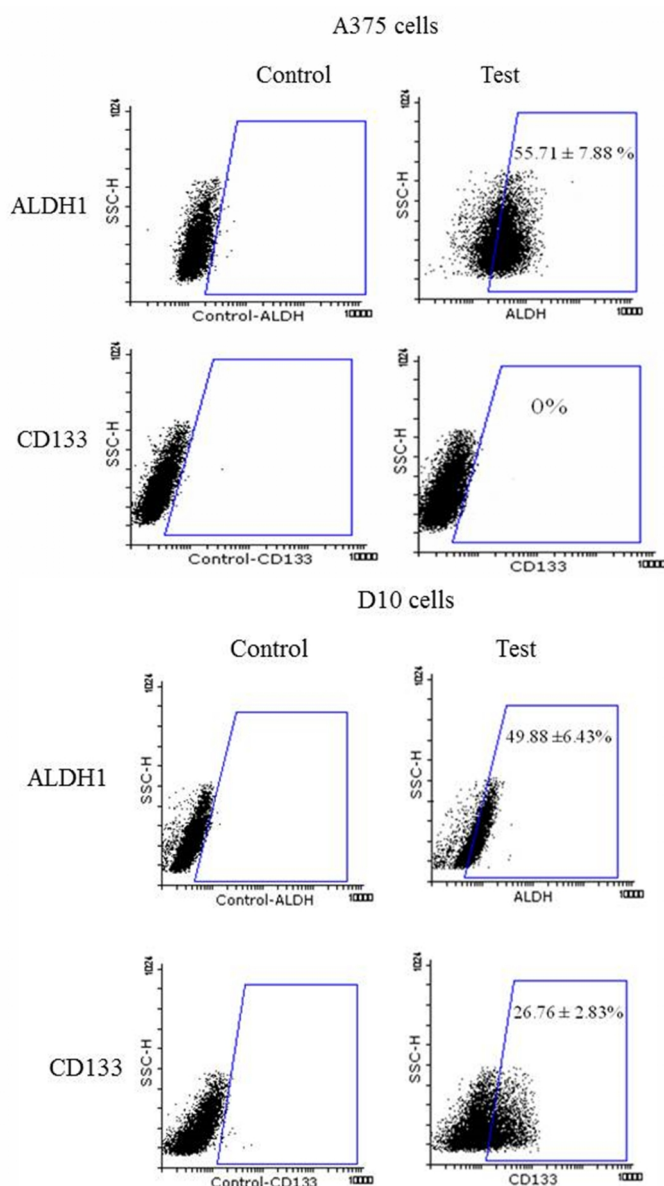 A375 cells
Control Test
ALDH1
1024
SSC-H
Control-ALDH 10000
1024
SSC-H
55.71 ± 7.88 %
ALDH 10000
CD133
1024
SSC-H
Control-CD133 10000
1024
SSC-H
0%
CD133 10000
D10 cells
Control Test
ALDH1
1024
SSC-H
Control-ALDH 10000
1024
SSC-H
49.88 ±6.43%
ALDH 10000
CD133
1024
SSC-H
Control-CD133 10000
1024
SSC-H
26.76 ± 2.83%
CD133 10000